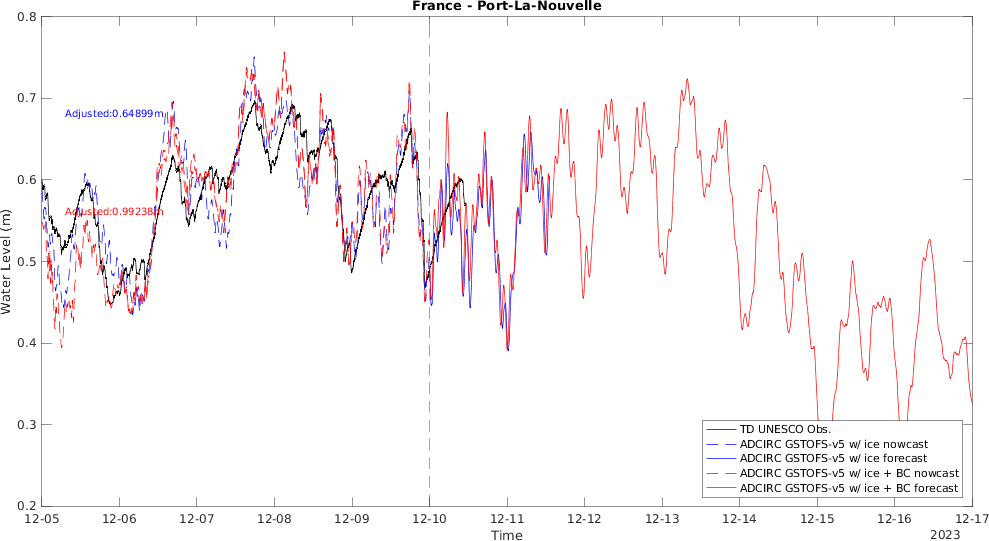 France - Port-La-Nouvelle
Water Level (m)
0.8
0.7
0.6
0.5
0.4
0.3
0.2
Adjusted:0.64899m
Adjusted:0.99238m
TD UNESCO Obs.
ADCIRC GSTOFS-v5 w/ ice nowcast
ADCIRC GSTOFS-v5 w/ ice forecast
ADCIRC GSTOFS-v5 w/ ice + BC nowcast
ADCIRC GSTOFS-v5 w/ ice + BC forecast
12-05 12-06 12-07 12-08 12-09 12-10 12-11 12-12 12-13 12-14 12-15 12-16 12-17
Time
2023